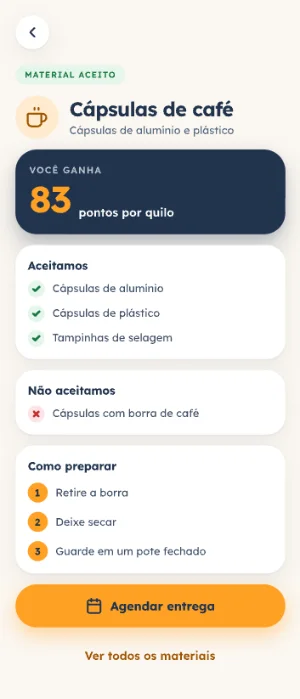 MATERIAL ACEITO
Cápsulas de café
Cápsulas de alumínio e plástico
VOCÊ GANHA
83 pontos por quilo
Aceitamos
Cápsulas de alumínio
Cápsulas de plástico
Tampinhas de selagem
Não aceitamos
Cápsulas com borra de café
Como preparar
1 Retire a borra
2 Deixe secar
3 Guarde em um pote fechado
Agendar entrega
Ver todos os materiais